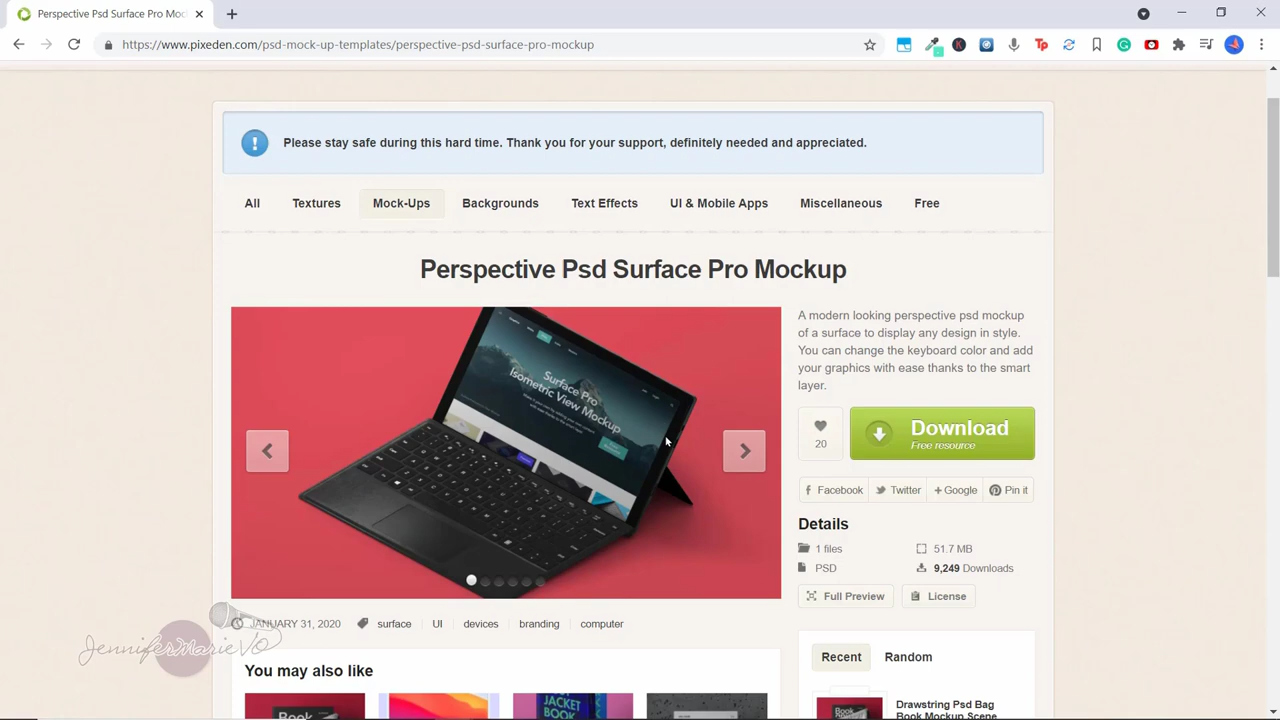 Perspective Psd Surface Pro Moc
https://www.pixeden.com/psd-mock-up-templates/perspective-psd-surface-pro-mockup
Please stay safe during this hard time. Thank you for your support, definitely needed and appreciated.
All Textures Mock-Ups Backgrounds Text Effects UI & Mobile Apps Miscellaneous Free
Perspective Psd Surface Pro Mockup
Surface Pro
Isometric View Mockup
A modern looking perspective psd mockup
of a surface to display any design in style.
You can change the keyboard color and add
your graphics with ease thanks to the smart
layer.
20
Download
Free resource
Facebook Twitter +Google Pin it
Details
1 files 51.7 MB
PSD 9,249 Downloads
Full Preview License
JANUARY 31, 2020 surface UI devices branding computer
JenniferMarieVO
You may also like
Recent Random
Drawstring Psd Bag
Book Mockup Scene
JACKET
BOOK
Book